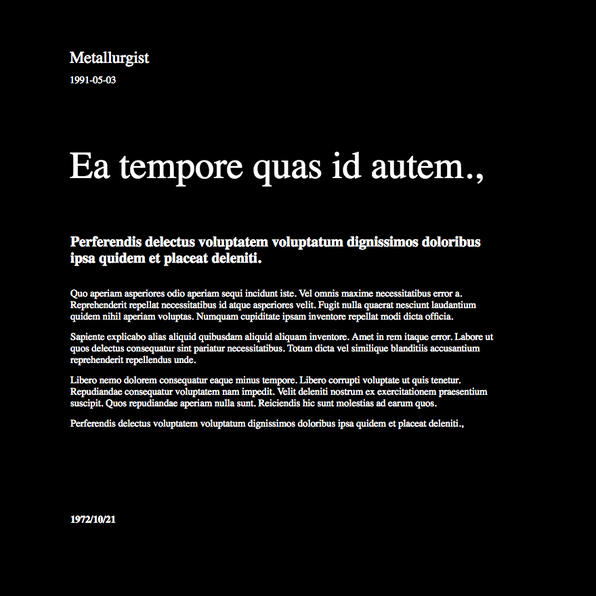 Metallurgist
1991-05-03
Ea tempore quas id autem.,
Perferendis delectus voluptatem voluptatum dignissimos doloribus
ipsa quidem et placeat deleniti.
Quo aperiam asperiores odio aperiam sequi incidunt iste. Vel omnis maxime necessitatibus error a.
Reprehenderit repellat necessitatibus id atque asperiores velit. Fugit nulla quaerat nesciunt laudantium
quidem nihil aperiam voluptas. Numquam cupiditate ipsam inventore repellat modi dicta officia.
Sapiente explicabo alias aliquid quibusdam aliquid aliquam inventore. Amet in rem itaque error. Labore ut
quos delectus consequatur sint pariatur necessitatibus. Totam dicta vel similique blanditiis accusantium
reprehenderit repellendus unde.
Libero nemo dolorem consequatur eaque minus tempore. Libero corrupti voluptate ut quis tenetur.
Repudiandae consequatur voluptatem nam impedit. Velit deleniti nostrum ex exercitationem praesentium
suscipit. Quos repudiandae aperiam nulla sunt. Reiciendis hic sunt molestias ad earum quos.
Perferendis delectus voluptatem voluptatum dignissimos doloribus ipsa quidem et placeat deleniti.,
1972/10/21